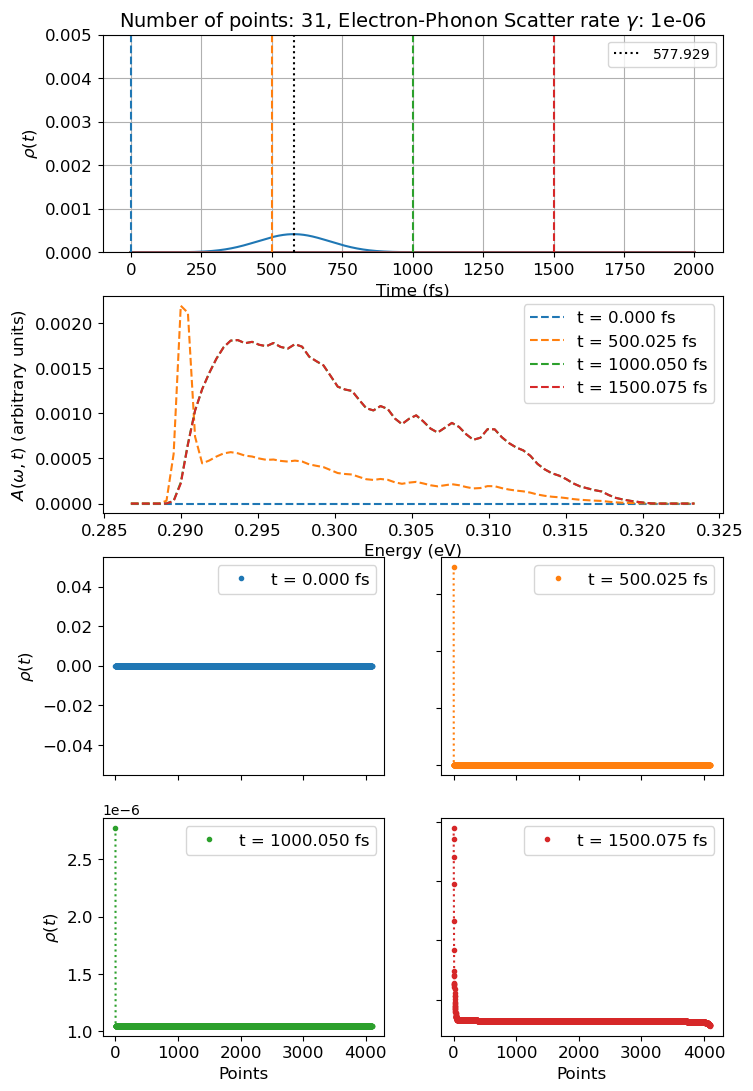 Number of points: 31, Electron-Phonon Scatter rate γ: 1e-06
0.005
0.004
0.003
0.002
0.001
0.000
ρ(t)
577.929
0 250 500 750 1000 1250 1500 1750 2000
Time (fs)
0.0020
0.0015
0.0010
0.0005
0.0000
A(ω, t) (arbitrary units)
t = 0.000 fs
t = 500.025 fs
t = 1000.050 fs
t = 1500.075 fs
0.285 0.290 0.295 0.300 0.305 0.310 0.315 0.320 0.325
Energy (eV)
0.04
0.02
0.00
−0.02
−0.04
ρ(t)
t = 0.000 fs
t = 500.025 fs
1e−6
2.5
2.0
1.5
1.0
ρ(t)
t = 1000.050 fs
0 1000 2000 3000 4000
Points
t = 1500.075 fs
0 1000 2000 3000 4000
Points